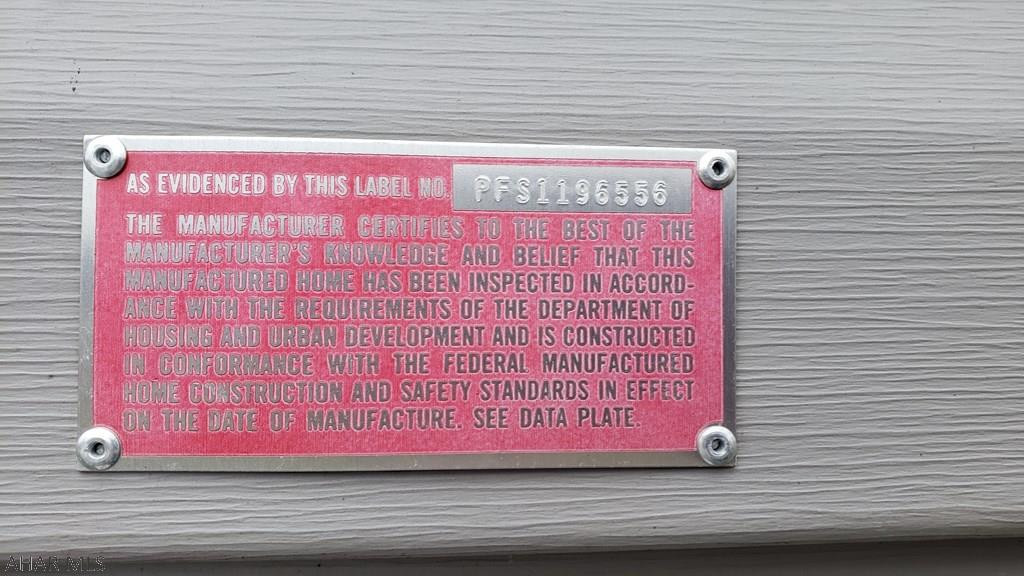 AS EVIDENCED BY THIS LABEL NO. PFS1196556
THE MANUFACTURER CERTIFIES TO THE BEST OF THE
MANUFACTURER'S KNOWLEDGE AND BELIEF THAT THIS
MANUFACTURED HOME HAS BEEN INSPECTED IN ACCORD-
ANCE WITH THE REQUIREMENTS OF THE DEPARTMENT OF
HOUSING AND URBAN DEVELOPMENT AND IS CONSTRUCTED
IN CONFORMANCE WITH THE FEDERAL MANUFACTURED
HOME CONSTRUCTION AND SAFETY STANDARDS IN EFFECT
ON THE DATE OF MANUFACTURE. SEE DATA PLATE.
AHAR MLS